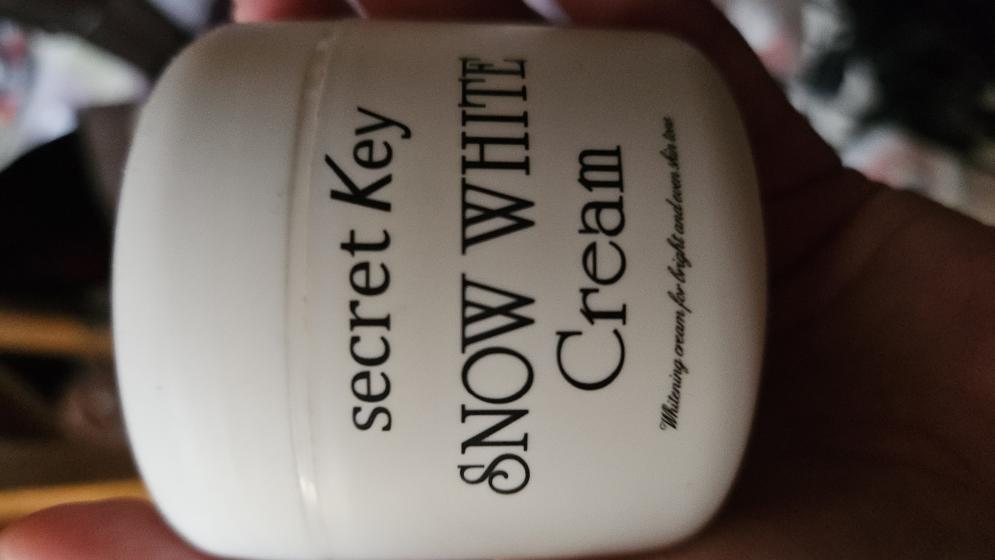 secret Key
SNOW WHITE
Cream
Whitening cream for bright and even skin tone